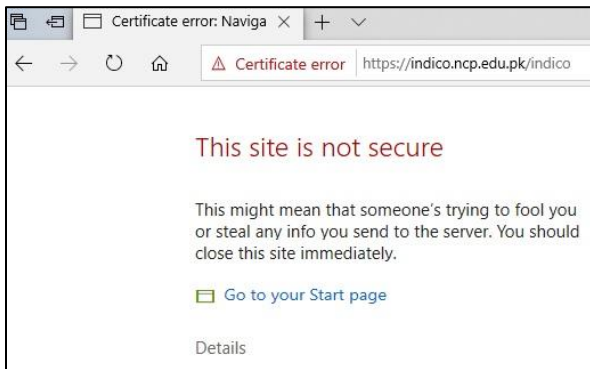 Certificate error: Naviga
Certificate error https://indico.ncp.edu.pk/indico
This site is not secure
This might mean that someone's trying to fool you
or steal any info you send to the server. You should
close this site immediately.
Go to your Start page
Details